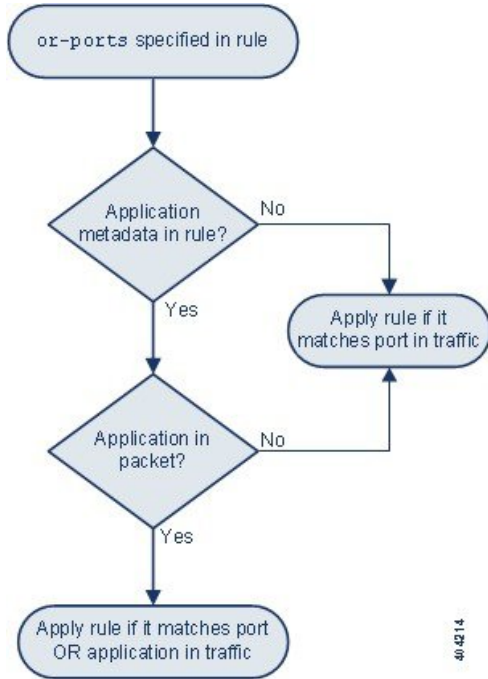 or-ports specified in rule
Application
metadata in rule?
No
Yes
Apply rule if it
matches port in traffic
Application in
packet?
No
Yes
Apply rule if it matches port
OR application in traffic
404214